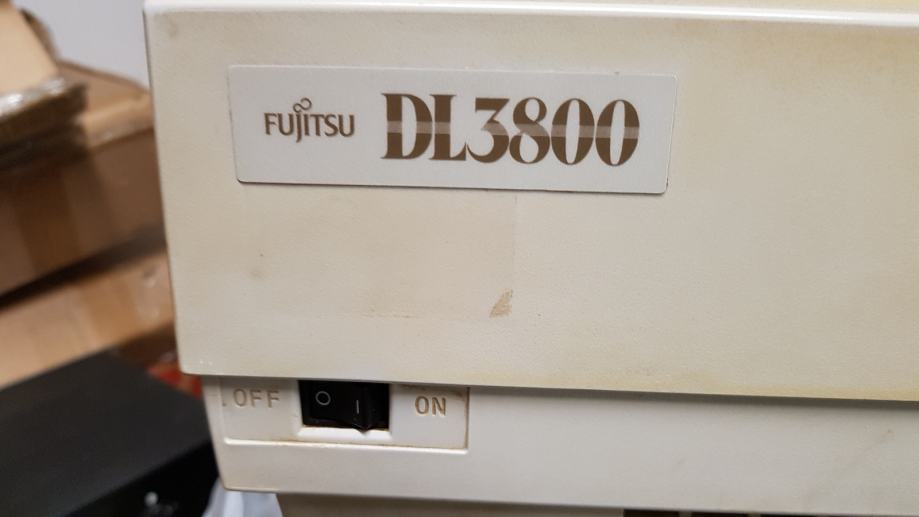 FUJITSU DL3800
OFF O I ON